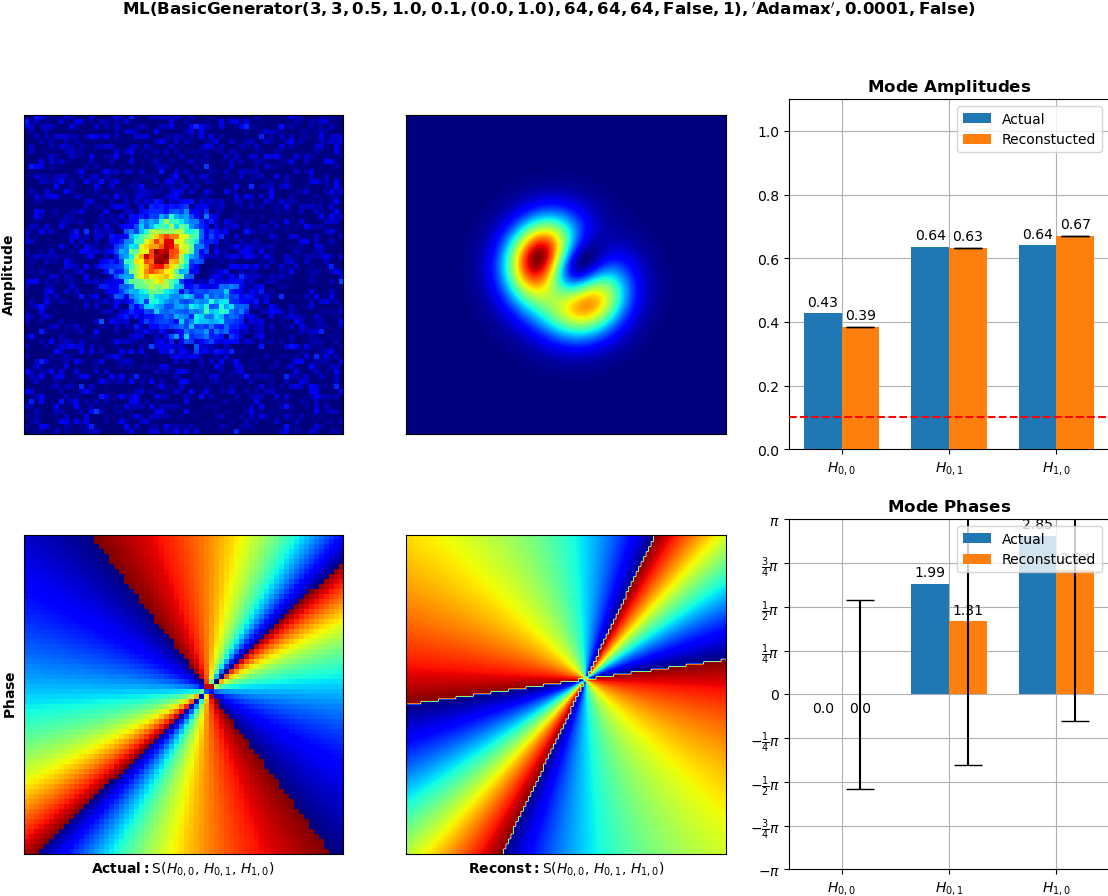 ML(BasicGenerator(3, 3, 0.5, 1.0, 0.1, (0.0, 1.0), 64, 64, 64, False, 1), ′Adamax′, 0.0001, False)
Amplitude
Mode Amplitudes
Actual
Reconstucted
1.0
0.8
0.6
0.4
0.2
0.0
0.43
0.39
0.64
0.63
0.64
0.67
H0,0
H0,1
H1,0
Phase
Actual: S(H0,0, H0,1, H1,0)
Reconst: S(H0,0, H0,1, H1,0)
Mode Phases
Actual
Reconstucted
π
3/4π
1/2π
1/4π
0
−1/4π
−1/2π
−3/4π
−π
0.0
0.0
1.99
1.31
2.85
H0,0
H0,1
H1,0